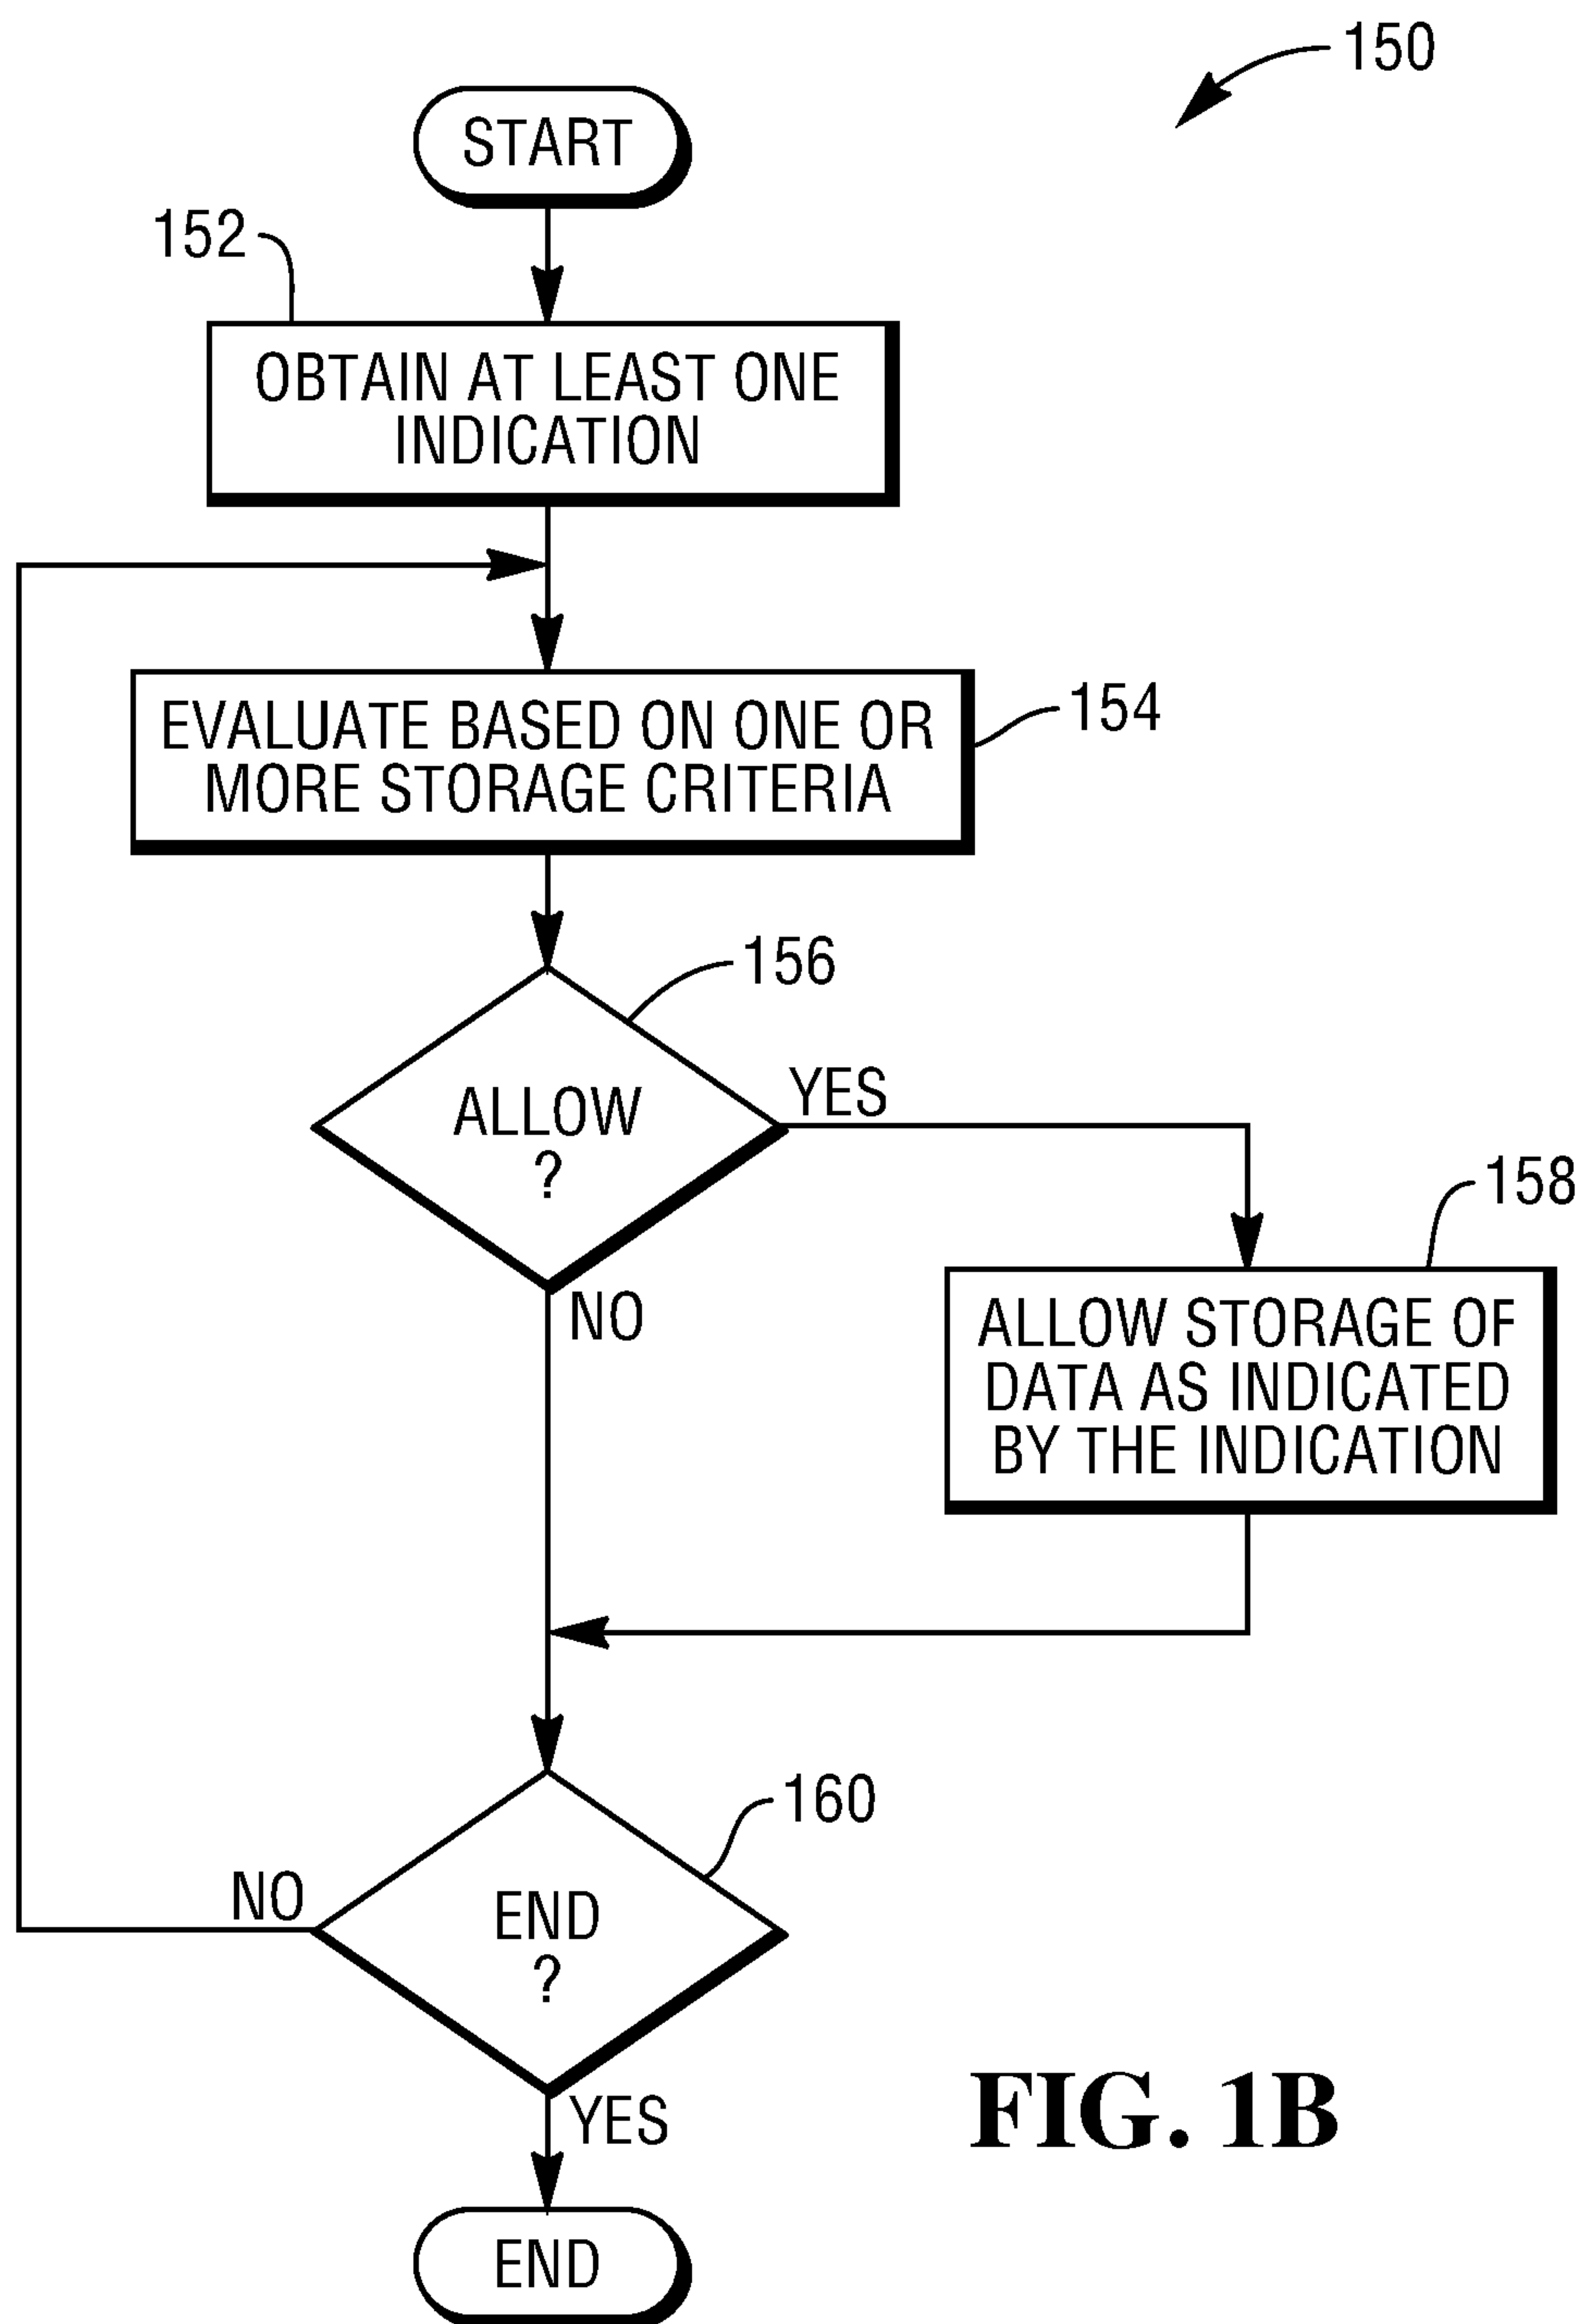 150
START
152
OBTAIN AT LEAST ONE
INDICATION
EVALUATE BASED ON ONE OR
MORE STORAGE CRITERIA
154
156
ALLOW
?
YES
NO
158
ALLOW STORAGE OF
DATA AS INDICATED
BY THE INDICATION
160
NO
END
?
YES
END
FIG. 1B